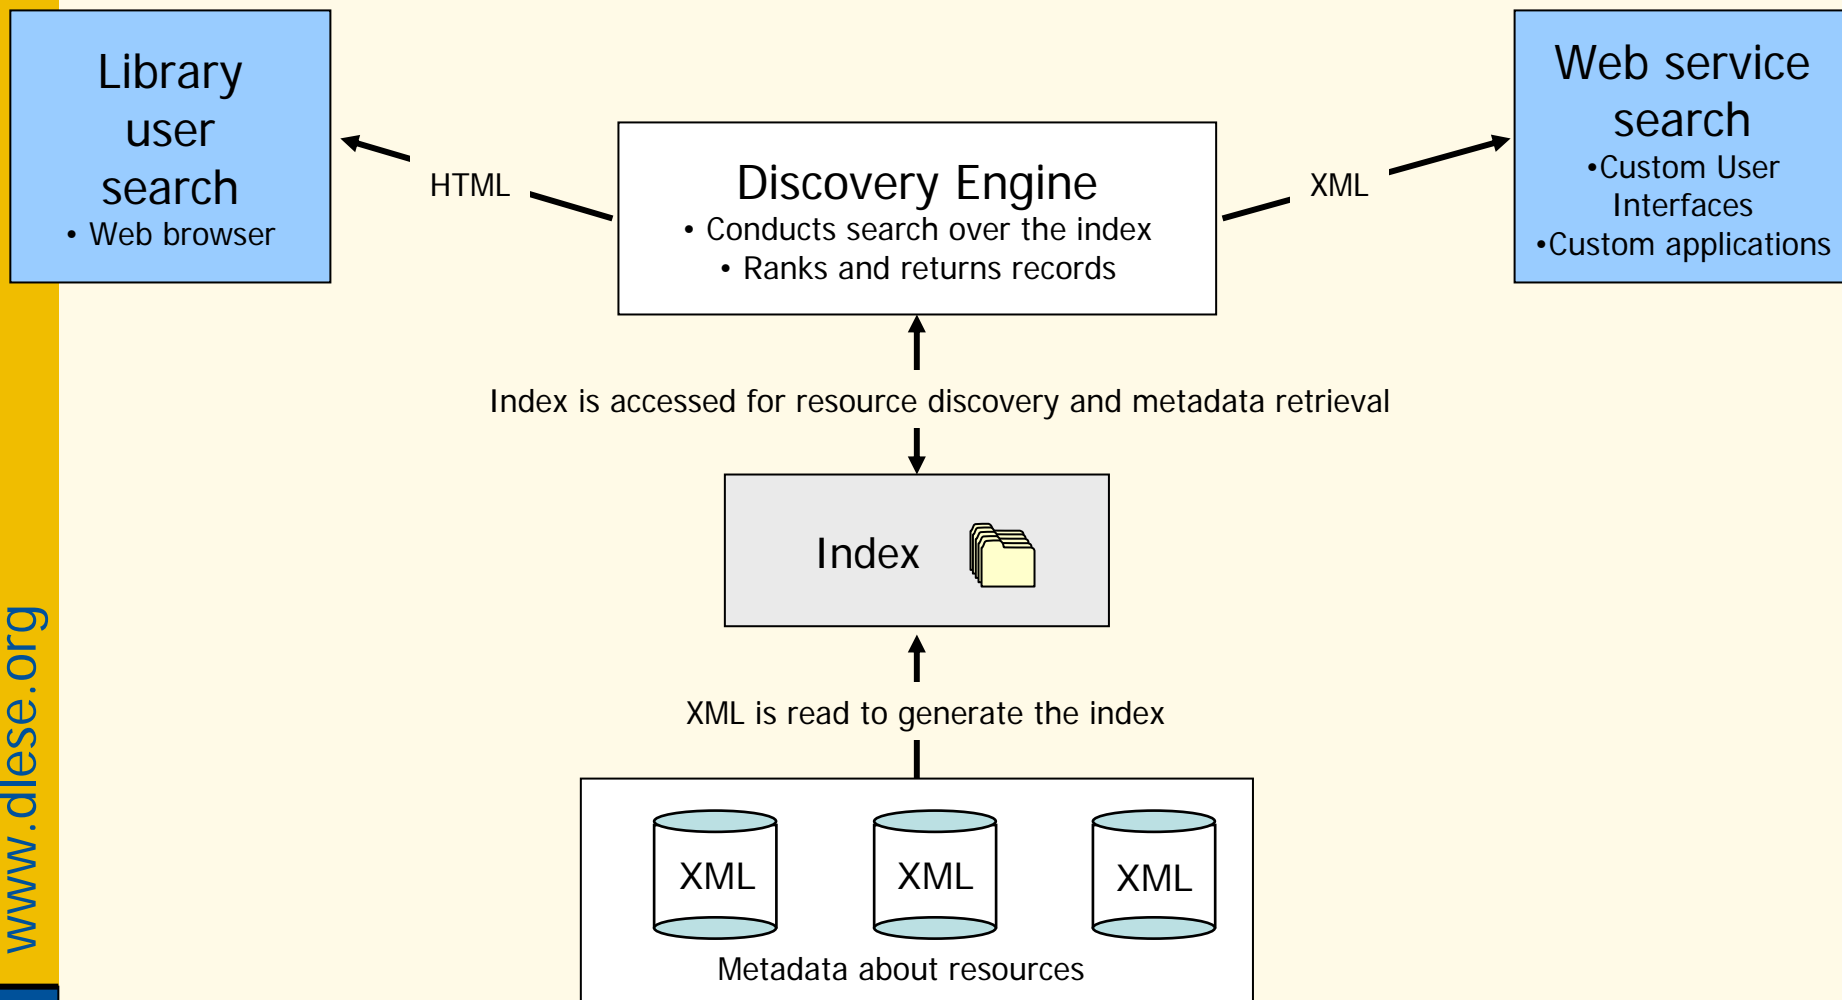 Library
user
search
• Web browser
HTML
Discovery Engine
• Conducts search over the index
• Ranks and returns records
XML
Web service
search
•Custom User
Interfaces
•Custom applications
Index is accessed for resource discovery and metadata retrieval
Index
XML is read to generate the index
XML
XML
XML
Metadata about resources
www.dlese.org